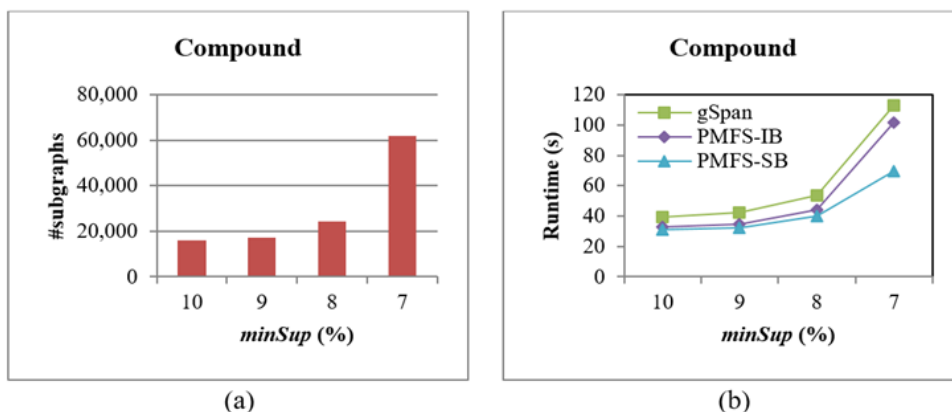 Compound
80,000
60,000
40,000
20,000
0
#subgraphs
10 9 8 7
minSup (%)
(a)
Compound
120
100
80
60
40
20
0
Runtime (s)
gSpan
PMFS-IB
PMFS-SB
10 9 8 7
minSup (%)
(b)